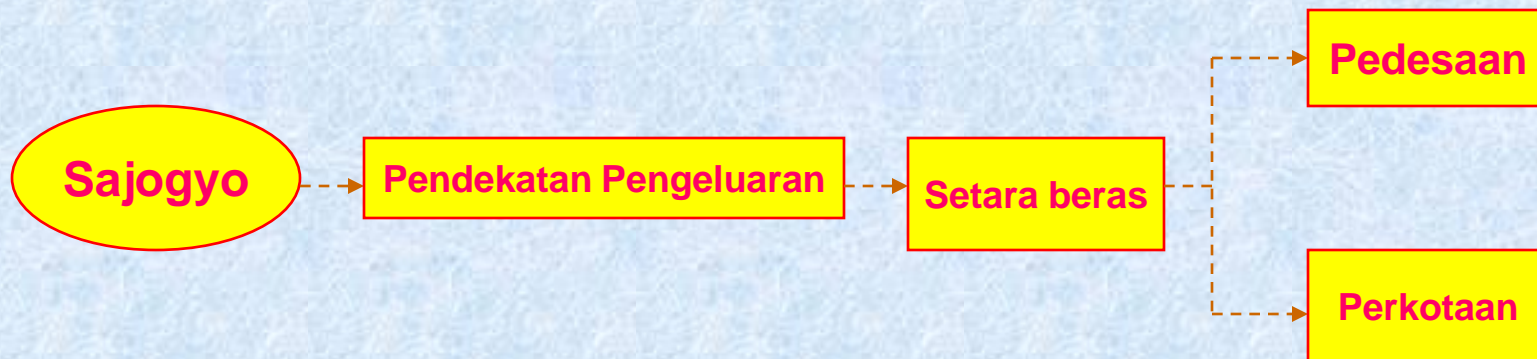 Sajogyo
Pendekatan Pengeluaran
Setara beras
Pedesaan
Perkotaan